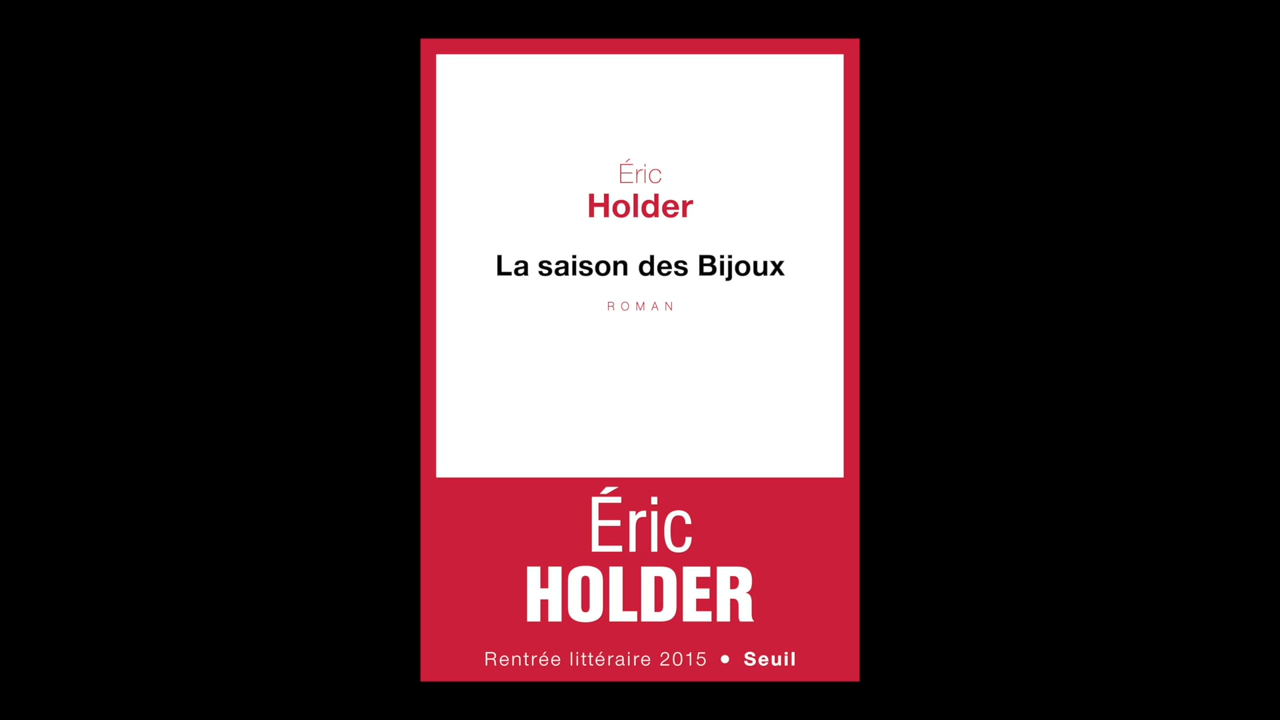 Éric
Holder
La saison des Bijoux
ROMAN
Éric
HOLDER
Rentrée littéraire 2015 • Seuil